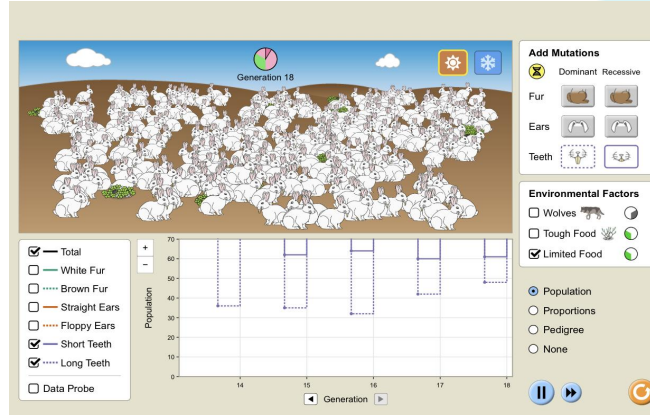 Generation 18
Add Mutations
Dominant Recessive
Fur
Ears
Teeth
Environmental Factors
Wolves
Tough Food
Limited Food
Population
Proportions
Pedigree
None
Total
White Fur
Brown Fur
Straight Ears
Floppy Ears
Short Teeth
Long Teeth
Data Probe
+
−
Population
70
60
50
40
30
20
10
0
14 15 16 17 18
Generation